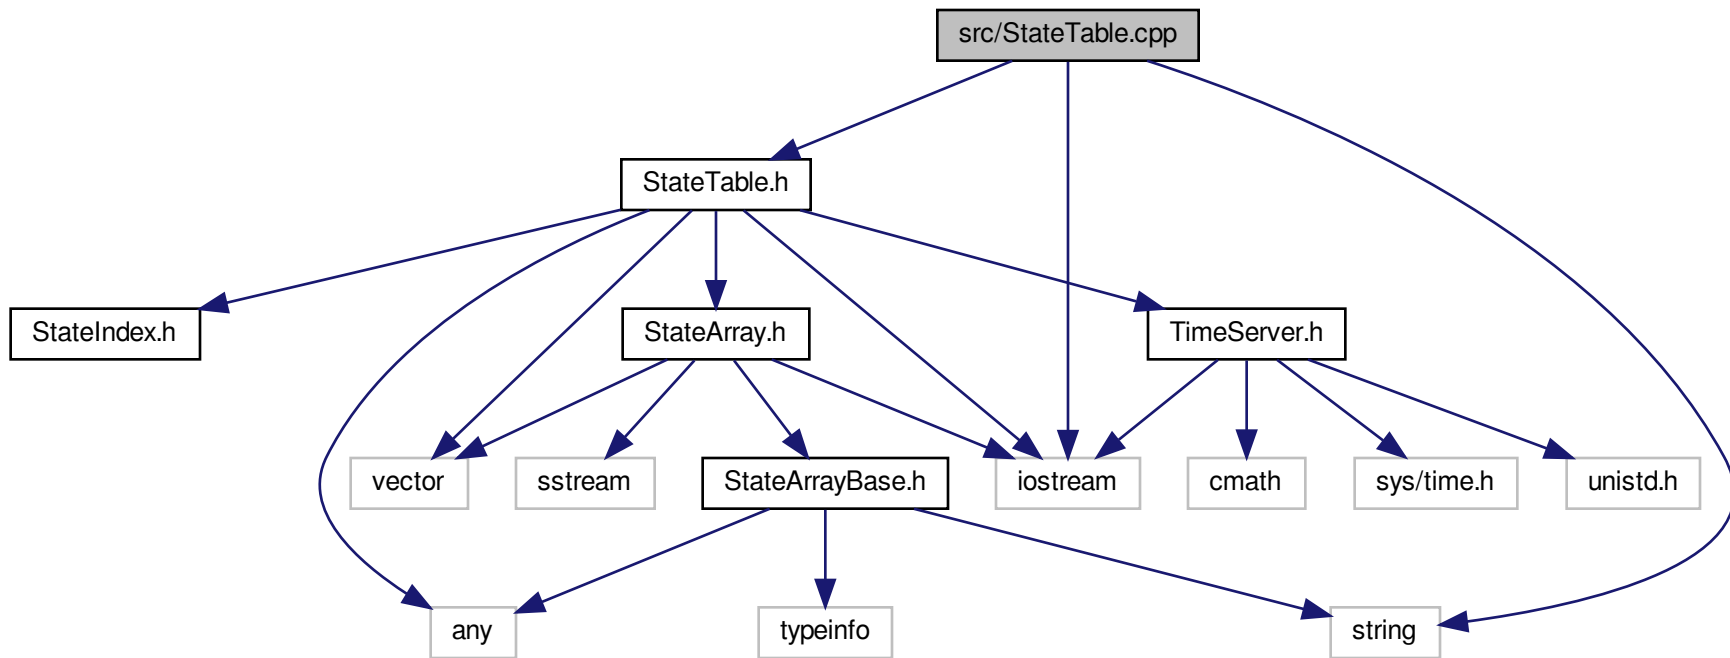 src/StateTable.cpp
StateTable.h
StateIndex.h
StateArray.h
TimeServer.h
vector
sstream
StateArrayBase.h
iostream
cmath
sys/time.h
unistd.h
any
typeinfo
string